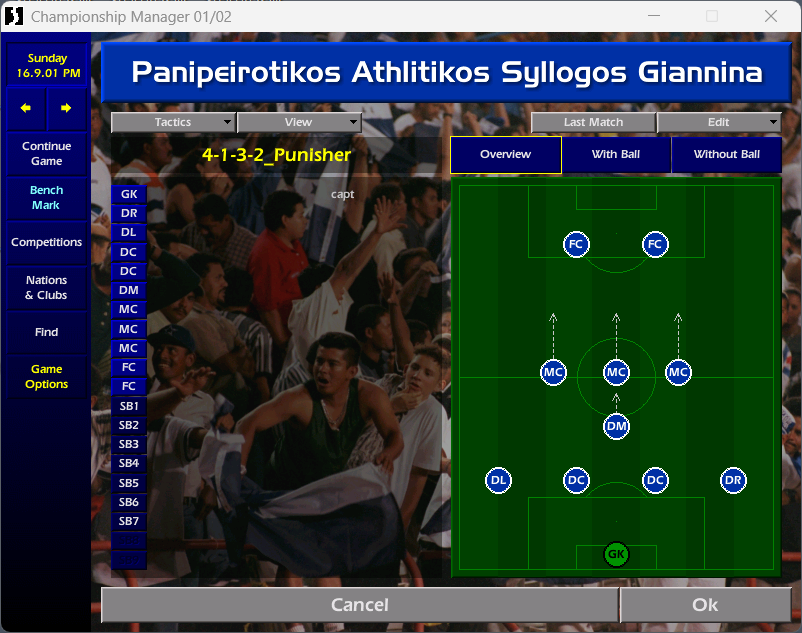 Championship Manager 01/02
Sunday
16.9.01 PM
Panipeirotikos Athlitikos Syllogos Giannina
Continue
Game
Bench
Mark
Competitions
Nations
& Clubs
Find
Game
Options
Tactics
View
Last Match
Edit
4-1-3-2_Punisher
Overview
With Ball
Without Ball
GK
capt
DR
DL
DC
DC
DM
MC
MC
MC
FC
FC
SB1
SB2
SB3
SB4
SB5
SB6
SB7
FC FC
MC MC MC
DM
DL DC DC DR
GK
Cancel
Ok